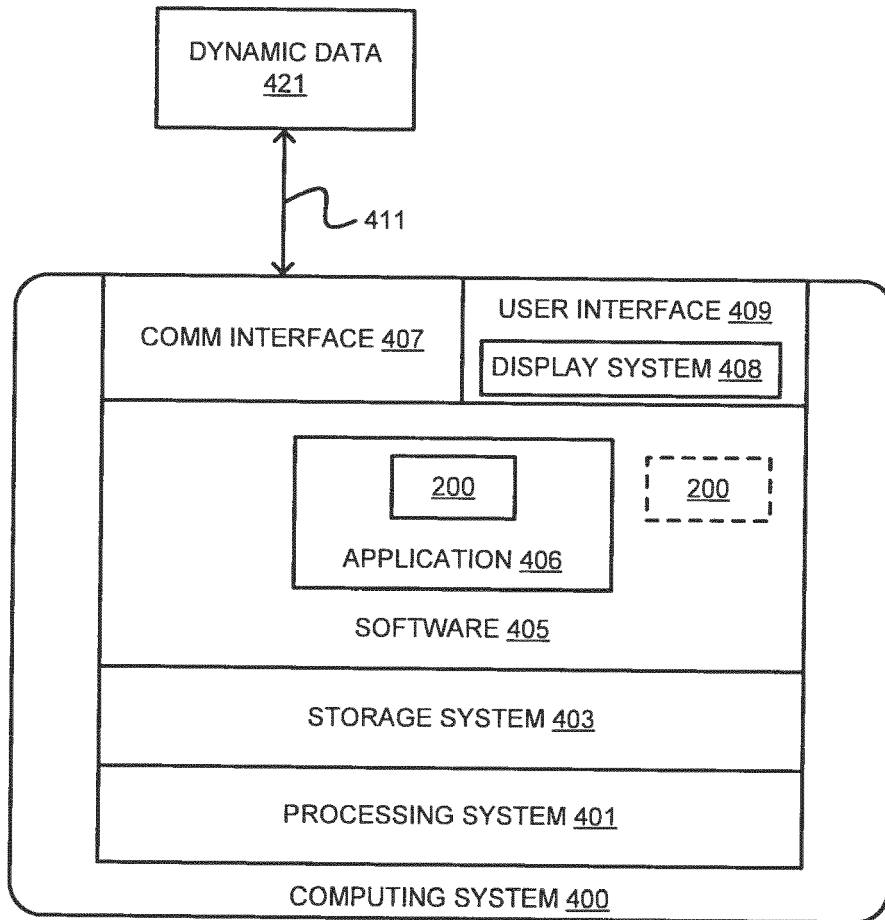 DYNAMIC DATA
421
411
COMM INTERFACE 407
USER INTERFACE 409
DISPLAY SYSTEM 408
200
200
APPLICATION 406
SOFTWARE 405
STORAGE SYSTEM 403
PROCESSING SYSTEM 401
COMPUTING SYSTEM 400